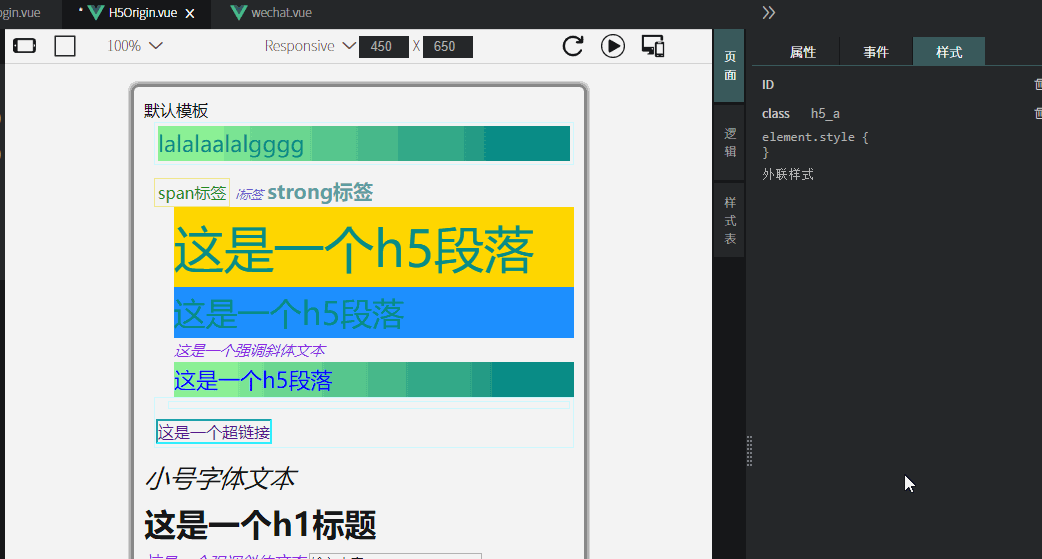 ogin.vue
* H5Origin.vue ×
wechat.vue
100%
Responsive
450 X 650
默认模板
lalalaalalgggg
span标签 i标签 strong标签
这是一个h5段落
这是一个h5段落
这是一个强调斜体文本
这是一个h5段落
这是一个超链接
小号字体文本
这是一个h1标题
页面
逻辑
样式表
属性 事件 样式
ID
class h5_a
element.style {
}
外联样式